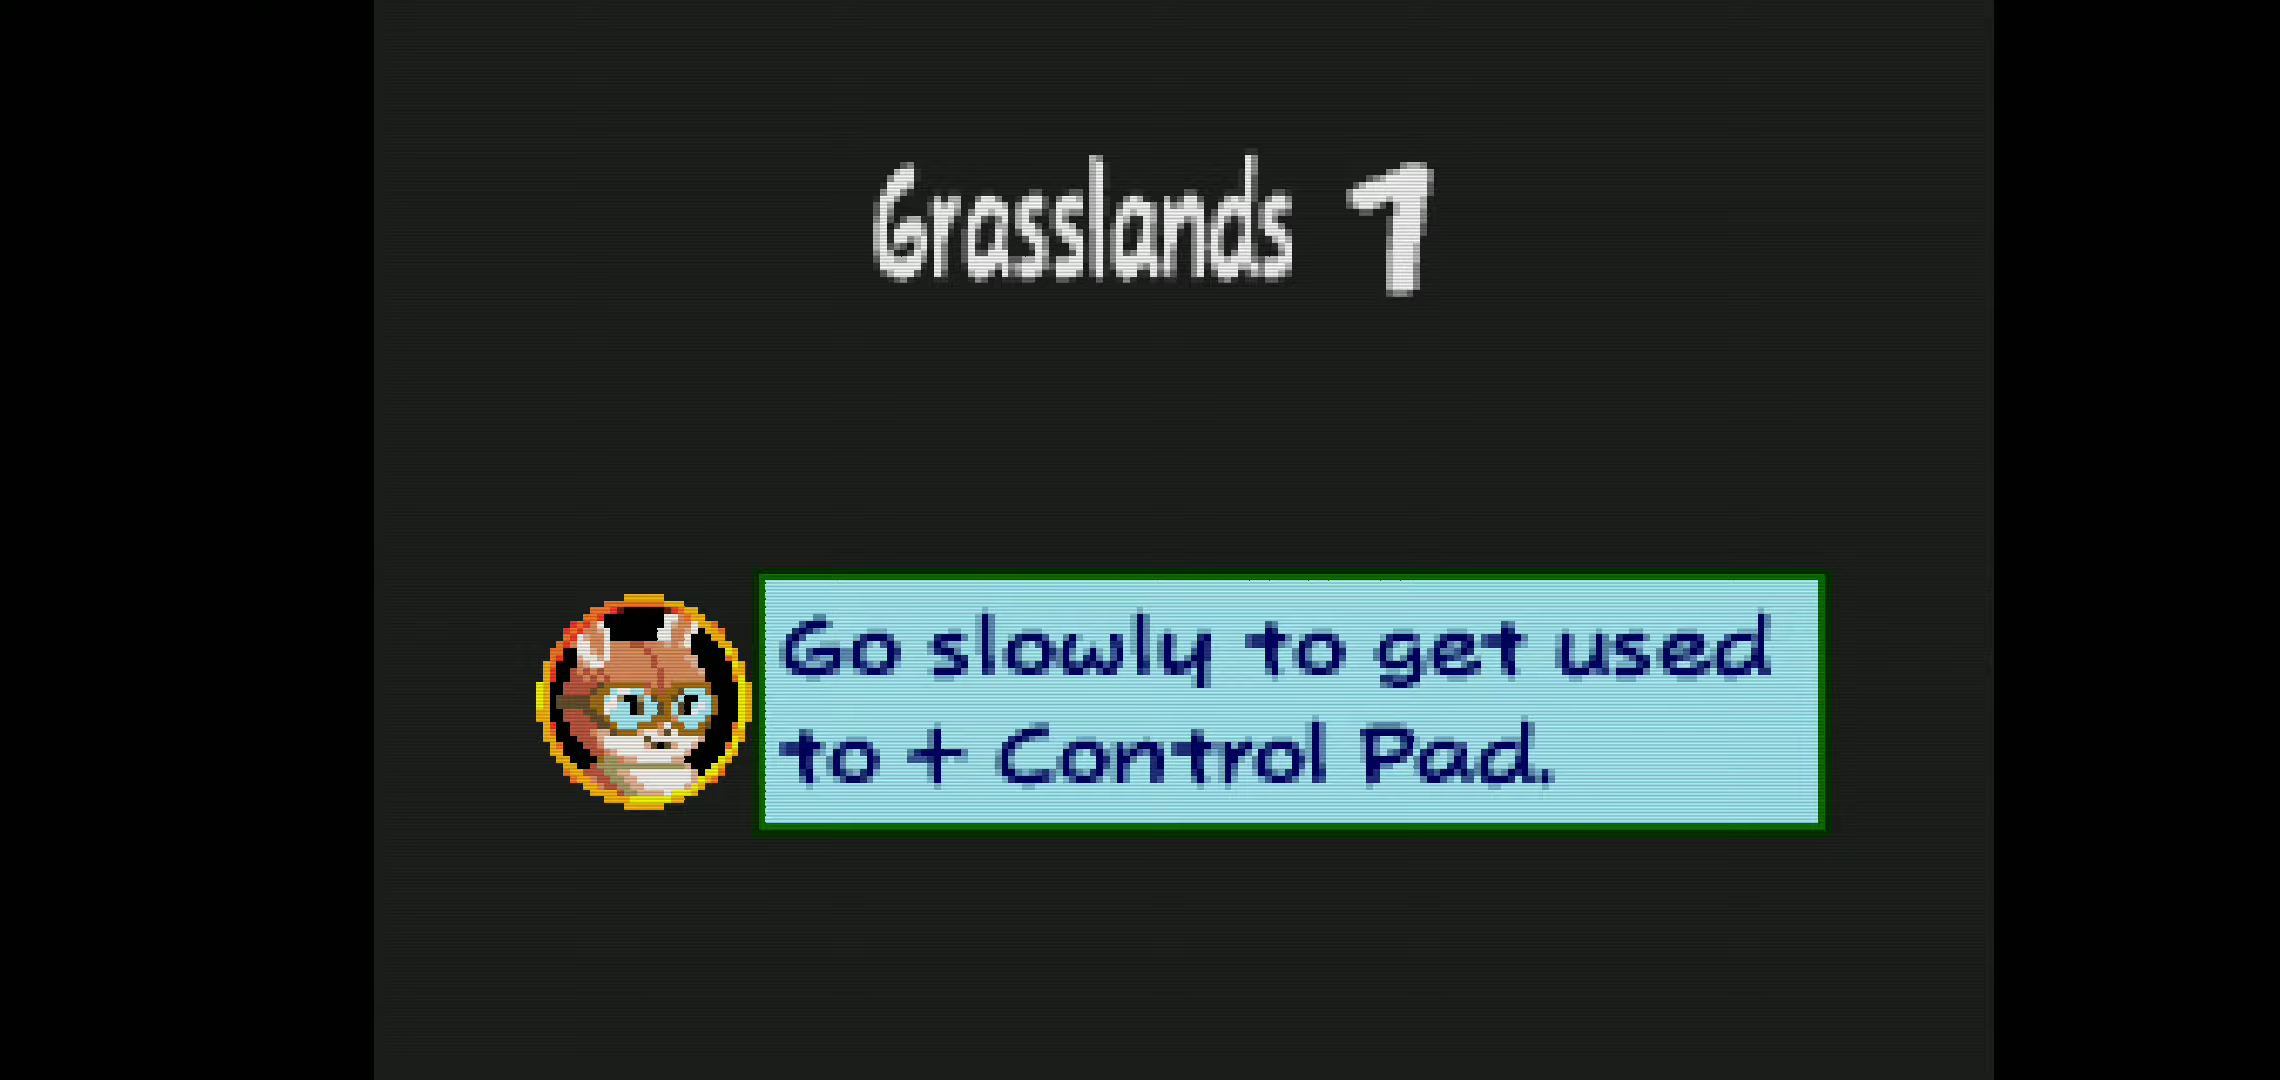 Grasslands 1
Go slowly to get used
to + Control Pad.